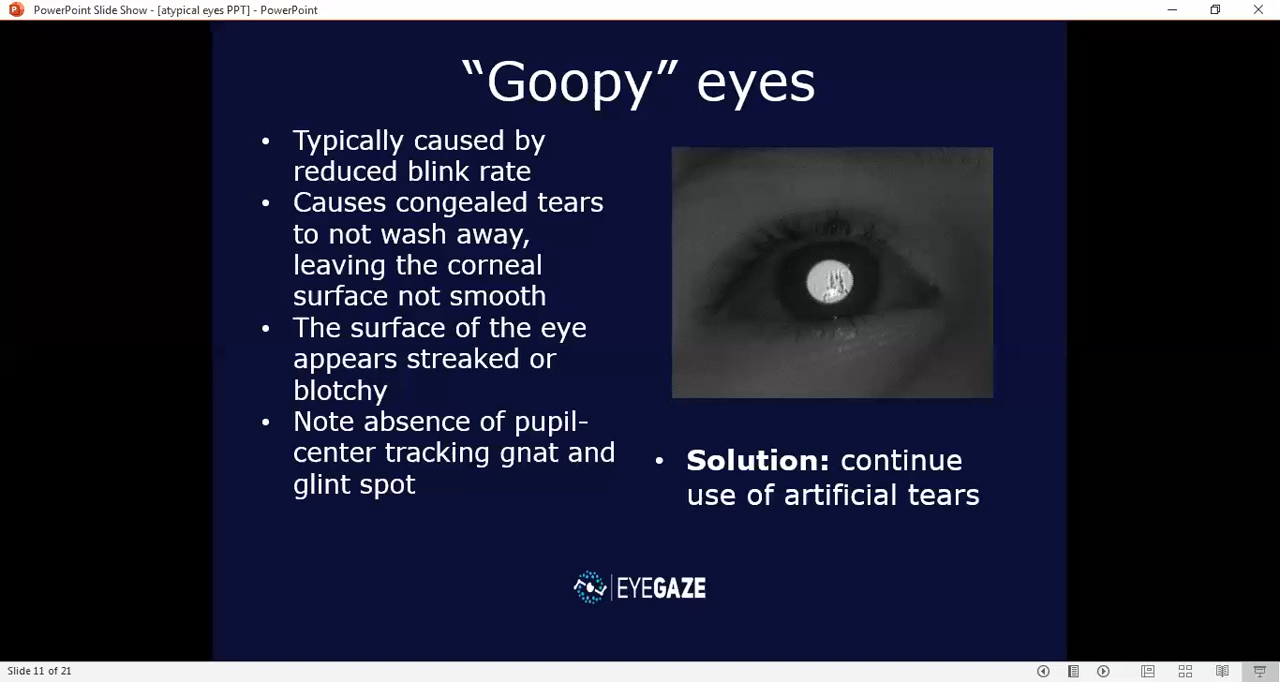 PowerPoint Slide Show - [atypical eyes PPT] - PowerPoint
“Goopy” eyes
• Typically caused by
reduced blink rate
• Causes congealed tears
to not wash away,
leaving the corneal
surface not smooth
• The surface of the eye
appears streaked or
blotchy
• Note absence of pupil-
center tracking gnat and
glint spot
• Solution: continue
use of artificial tears
EYEGAZE
Slide 11 of 21